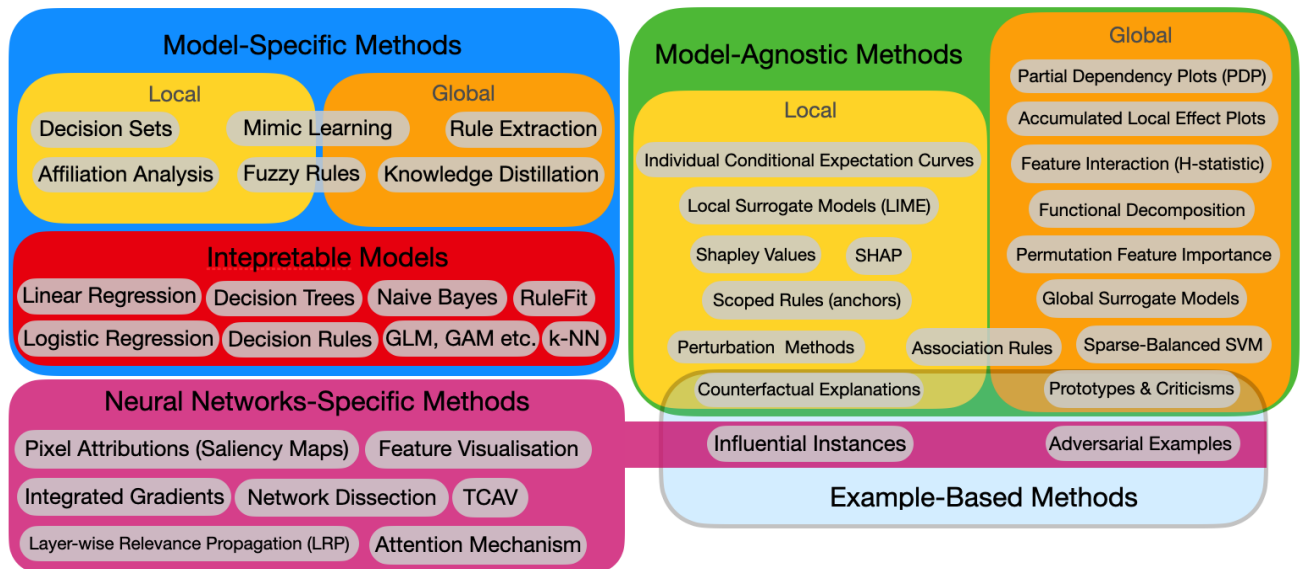 Model-Specific Methods
Local
Global
Decision Sets
Mimic Learning
Rule Extraction
Affiliation Analysis
Fuzzy Rules
Knowledge Distillation
Intepretable Models
Linear Regression
Decision Trees
Naive Bayes
RuleFit
Logistic Regression
Decision Rules
GLM, GAM etc.
k-NN
Neural Networks-Specific Methods
Pixel Attributions (Saliency Maps)
Feature Visualisation
Integrated Gradients
Network Dissection
TCAV
Layer-wise Relevance Propagation (LRP)
Attention Mechanism
Model-Agnostic Methods
Local
Individual Conditional Expectation Curves
Local Surrogate Models (LIME)
Shapley Values
SHAP
Scoped Rules (anchors)
Perturbation Methods
Association Rules
Counterfactual Explanations
Global
Partial Dependency Plots (PDP)
Accumulated Local Effect Plots
Feature Interaction (H-statistic)
Functional Decomposition
Permutation Feature Importance
Global Surrogate Models
Sparse-Balanced SVM
Prototypes & Criticisms
Influential Instances
Adversarial Examples
Example-Based Methods